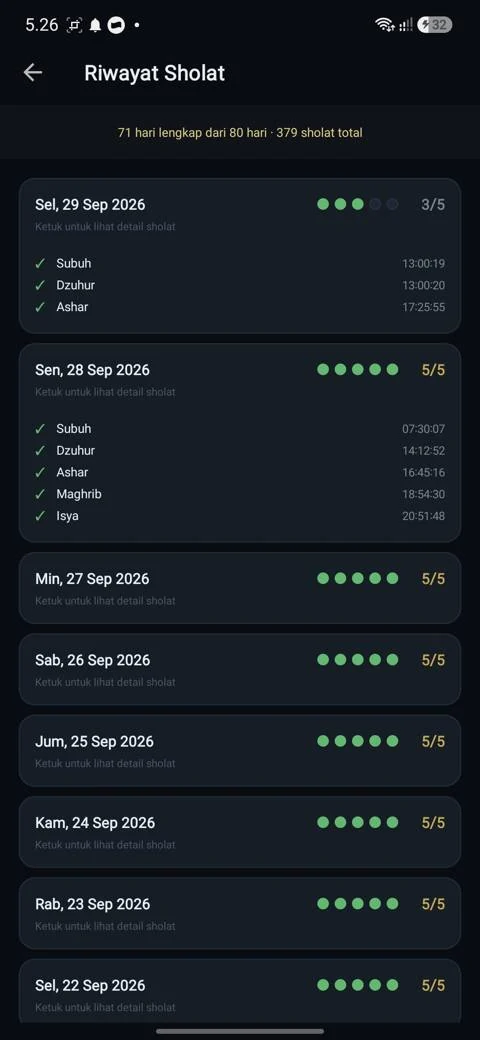 5.26
32
Riwayat Sholat
71 hari lengkap dari 80 hari · 379 sholat total
Sel, 29 Sep 2026 3/5
Ketuk untuk lihat detail sholat
✓ Subuh 13:00:19
✓ Dzuhur 13:00:20
✓ Ashar 17:25:55
Sen, 28 Sep 2026 5/5
Ketuk untuk lihat detail sholat
✓ Subuh 07:30:07
✓ Dzuhur 14:12:52
✓ Ashar 16:45:16
✓ Maghrib 18:54:30
✓ Isya 20:51:48
Min, 27 Sep 2026 5/5
Ketuk untuk lihat detail sholat
Sab, 26 Sep 2026 5/5
Ketuk untuk lihat detail sholat
Jum, 25 Sep 2026 5/5
Ketuk untuk lihat detail sholat
Kam, 24 Sep 2026 5/5
Ketuk untuk lihat detail sholat
Rab, 23 Sep 2026 5/5
Ketuk untuk lihat detail sholat
Sel, 22 Sep 2026 5/5
Ketuk untuk lihat detail sholat